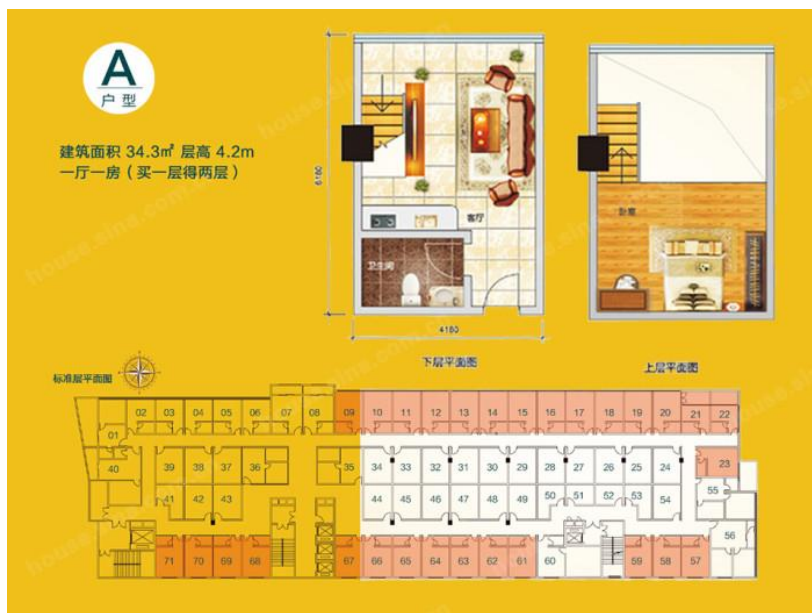 A
户型
建筑面积 34.3㎡ 层高 4.2m
一厅一房（买一层得两层）
6180
客厅
卫生间
4180
下层平面图
卧室
上层平面图
标准层平面图
01 02 03 04 05 06 07 08 09 10 11 12 13 14 15 16 17 18 19 20 21 22
40 39 38 37 36 35 34 33 32 31 30 29 28 27 26 25 24 23
41 42 43 44 45 46 47 48 49 50 51 52 53 54 55
71 70 69 68 67 66 65 64 63 62 61 60 59 58 57 56
house.sina.com.cn